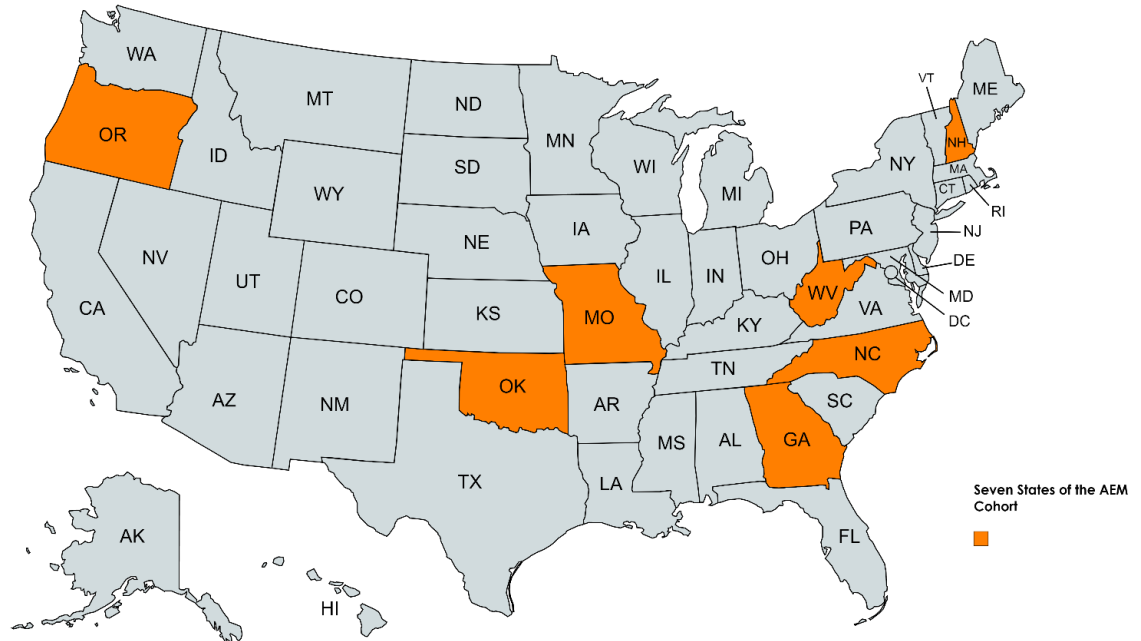 WA
OR
ID
MT
ND
SD
WY
NE
MN
IA
WI
MI
IL
IN
OH
PA
NY
VT
ME
NH
MA
CT
RI
NJ
DE
MD
DC
WV
VA
KY
NC
TN
SC
GA
AL
MS
AR
LA
MO
KS
OK
TX
CO
NM
UT
AZ
NV
CA
FL
AK
HI
Seven States of the AEM
Cohort